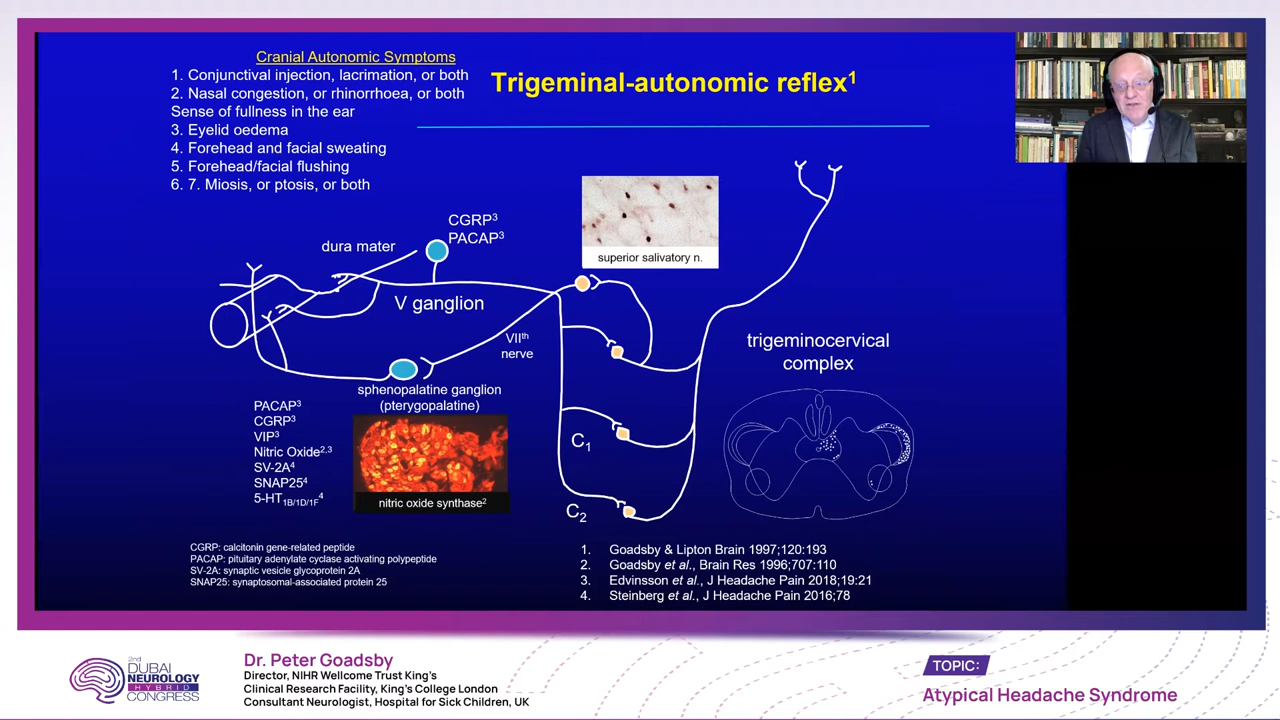 Cranial Autonomic Symptoms
1. Conjunctival injection, lacrimation, or both
2. Nasal congestion, or rhinorrhoea, or both
Sense of fullness in the ear
3. Eyelid oedema
4. Forehead and facial sweating
5. Forehead/facial flushing
6. 7. Miosis, or ptosis, or both
Trigeminal-autonomic reflex¹
CGRP³
PACAP³
dura mater
V ganglion
superior salivatory n.
VIIth
nerve
sphenopalatine ganglion
(pterygopalatine)
trigeminocervical
complex
PACAP³
CGRP³
VIP³
Nitric Oxide²,³
SV-2A⁴
SNAP25⁴
5-HT1B/1D/1F⁴
nitric oxide synthase²
C₁
C₂
CGRP: calcitonin gene-related peptide
PACAP: pituitary adenylate cyclase activating polypeptide
SV-2A: synaptic vesicle glycoprotein 2A
SNAP25: synaptosomal-associated protein 25
1. Goadsby & Lipton Brain 1997;120:193
2. Goadsby et al., Brain Res 1996;707:110
3. Edvinsson et al., J Headache Pain 2018;19:21
4. Steinberg et al., J Headache Pain 2016;78
2nd
DUBAI
NEUROLOGY
HYBRID
CONGRESS
Dr. Peter Goadsby
Director, NIHR Wellcome Trust King's
Clinical Research Facility, King's College London
Consultant Neurologist, Hospital for Sick Children, UK
TOPIC:
Atypical Headache Syndrome